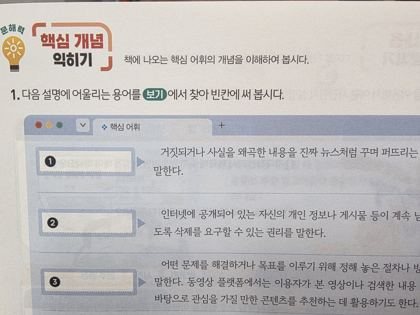 문해력
핵심 개념
익히기
책에 나오는 핵심 어휘의 개념을 이해하여 봅시다.
1. 다음 설명에 어울리는 용어를 보기에서 찾아 빈칸에 써 봅시다.
핵심 어휘 +
1
거짓되거나 사실을 왜곡한 내용을 진짜 뉴스처럼 꾸며 퍼뜨리는
말한다.
2
인터넷에 공개되어 있는 자신의 개인 정보나 게시물 등이 계속
도록 삭제를 요구할 수 있는 권리를 말한다.
3
어떤 문제를 해결하거나 목표를 이루기 위해 정해 놓은 절차나
말한다. 동영상 플랫폼에서는 이용자가 본 영상이나 검색한 내용
바탕으로 관심을 가질 만한 콘텐츠를 추천하는 데 활용하기도 한다.